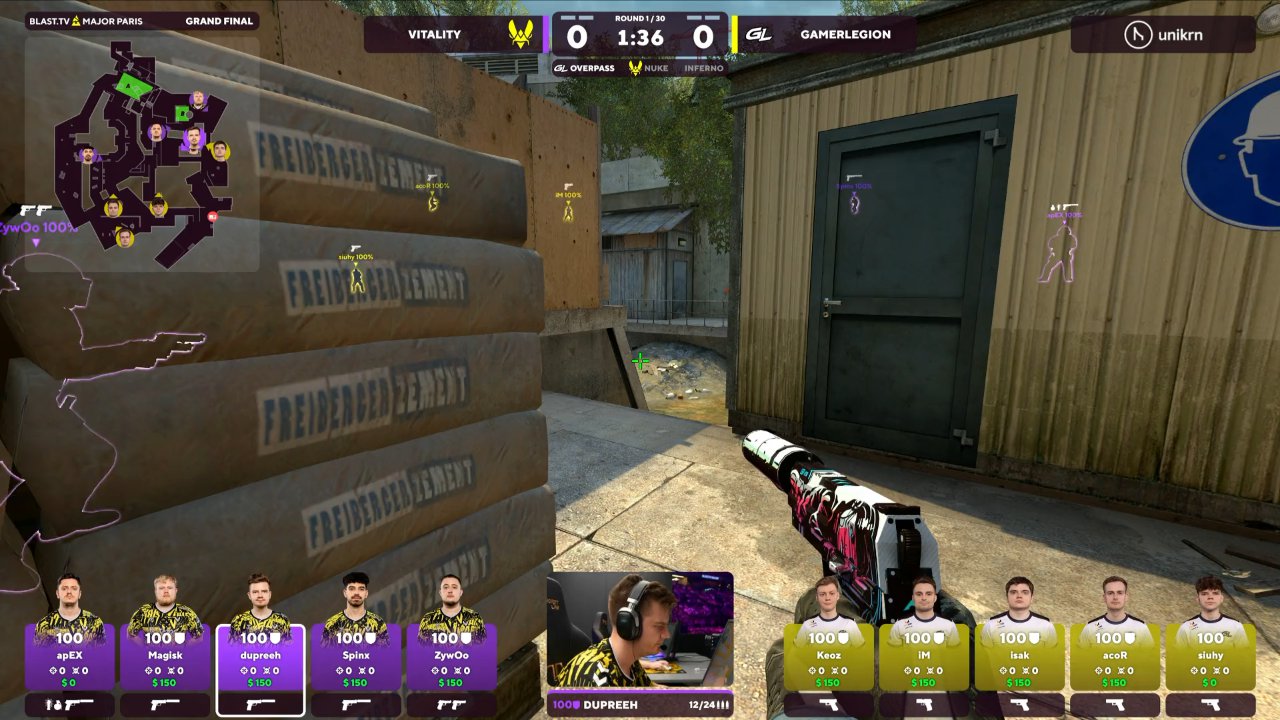 BLAST.TV MAJOR PARIS GRAND FINAL
VITALITY
0
ROUND 1 / 30
1:36
0
GL GAMERLEGION
unikrn
GL OVERPASS NUKE INFERNO
FREIBERGER ZEMENT
acoR 100%
iM 100%
Spinx 100%
apEX 100%
ZywOo 100%
siuhy 100%
FREIBERGER ZEMENT
FREIBERGER ZEMENT
FREIBERGER ZEMENT
FREIBERGER ZEMENT
100 100 100 100 100
apEX Magisk dupreeh Spinx ZywOo
0 0 0 0 0 0 0 0 0 0
$0 $150 $150 $150 $150
100 DUPREEH 12/24
100 100 100 100 100
Keoz iM isak acoR siuhy
0 0 0 0 0 0 0 0 0 0
$150 $150 $150 $150 $0